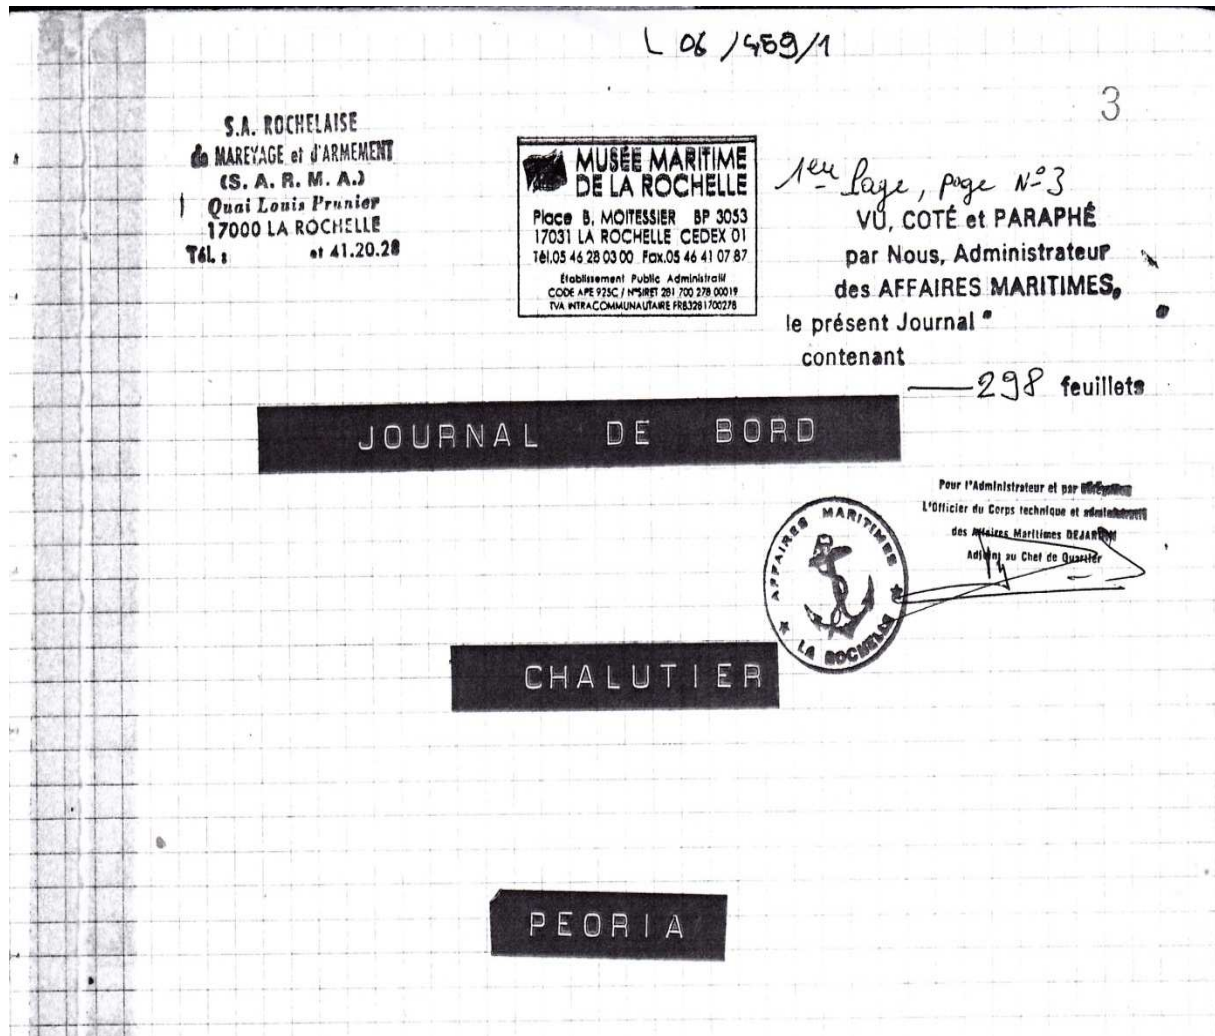 L 06 /459/1
3
S.A. ROCHELAISE
de MAREYAGE et d'ARMEMENT
(S. A. R. M. A.)
Quai Louis Prunier
17000 LA ROCHELLE
Tél. : et 41.20.28
MUSÉE MARITIME
DE LA ROCHELLE
Place B. MOITESSIER BP 3053
17031 LA ROCHELLE CEDEX 01
Tél.05 46 28 03 00 Fax.05 46 41 07 87
Établissement Public Administratif
CODE APE 925C / N°SIRET 281 700 278 00019
TVA INTRACOMMUNAUTAIRE FR83281700278
1ere Page, page N° 3
VU, COTÉ et PARAPHÉ
par Nous, Administrateur
des AFFAIRES MARITIMES,
le présent Journal
contenant
298 feuillets
JOURNAL DE BORD
Pour l'Administrateur et par
L'Officier du Corps technique et
des Affaires Maritimes
Adjoint au Chef de Quartier
AFFAIRES MARITIMES
LA ROCHELLE
CHALUTIER
PEORIA